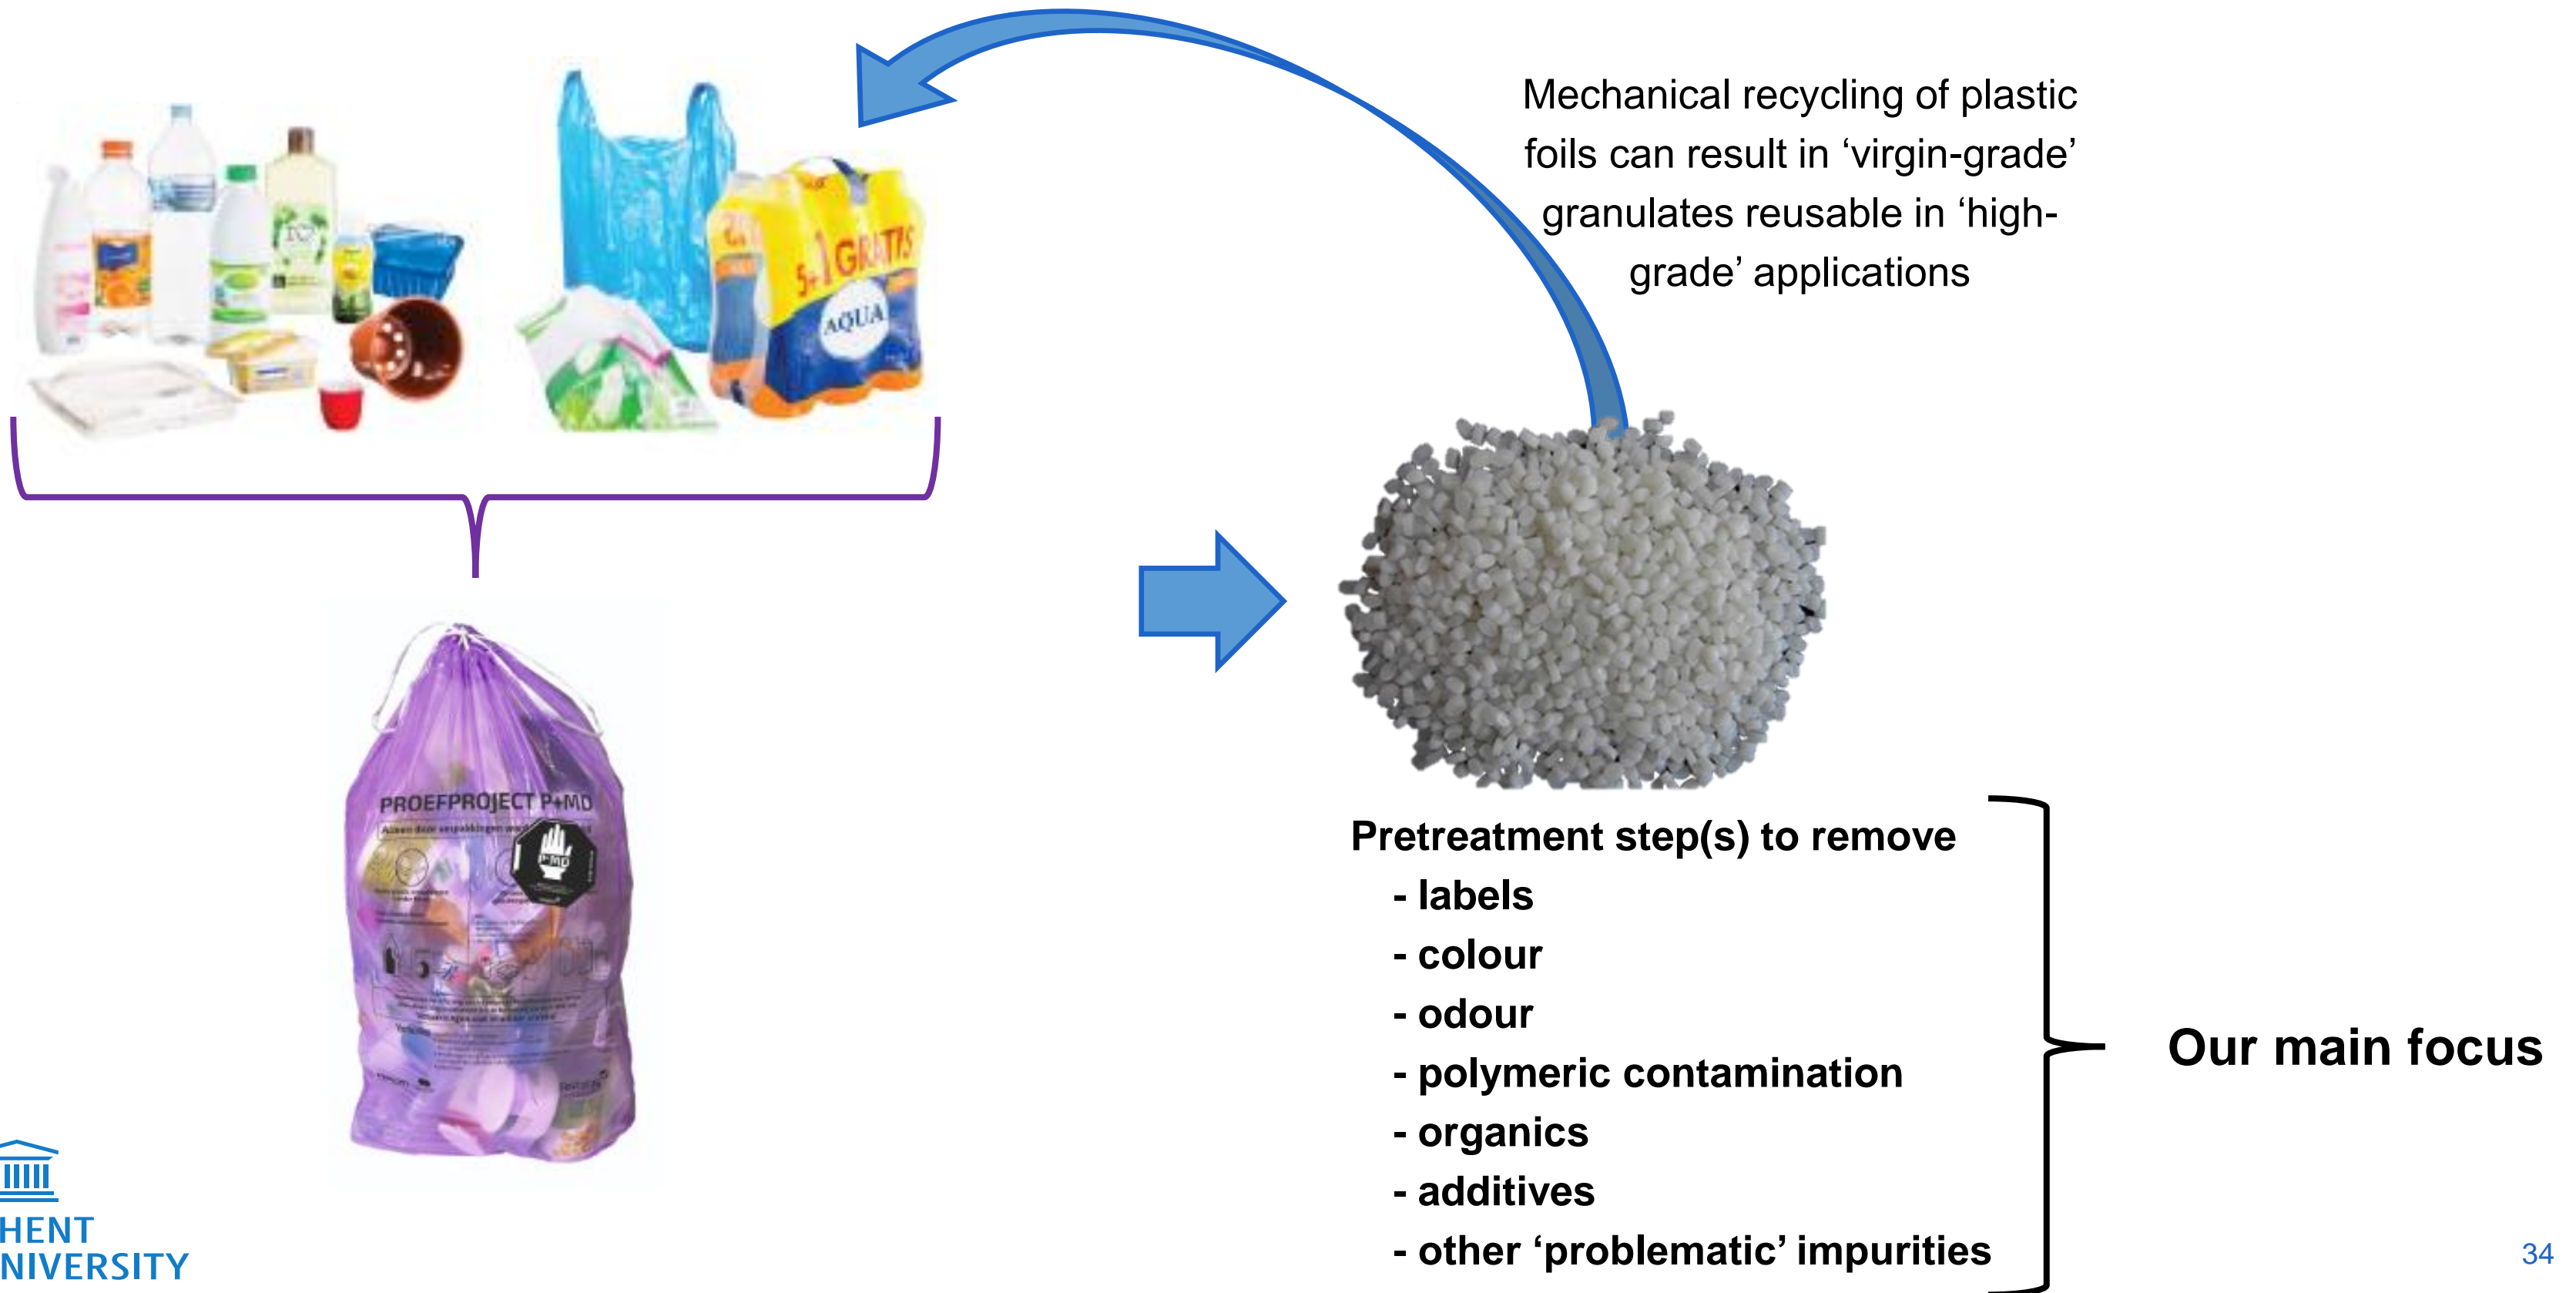 Mechanical recycling of plastic
foils can result in ‘virgin-grade’
granulates reusable in ‘high-
grade’ applications
5+1 GRATIS
AQUA
PROEFPROJECT P+MD
P+MD
Pretreatment step(s) to remove
- labels
- colour
- odour
- polymeric contamination
- organics
- additives
- other ‘problematic’ impurities
Our main focus
HENT
NIVERSITY
34